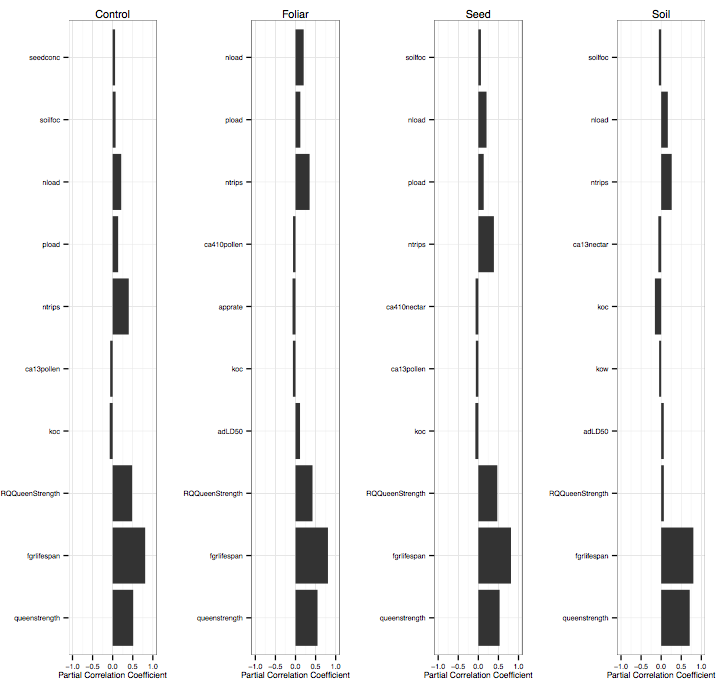 Control
seedconc
soilfoc
nload
pload
ntrips
ca13pollen
koc
RQQueenStrength
fgrlifespan
queenstrength
−1.0 −0.5 0.0 0.5 1.0
Partial Correlation Coefficient
Foliar
nload
pload
ntrips
ca410pollen
apprate
koc
adLD50
RQQueenStrength
fgrlifespan
queenstrength
−1.0 −0.5 0.0 0.5 1.0
Partial Correlation Coefficient
Seed
soilfoc
nload
pload
ntrips
ca410nectar
ca13pollen
koc
RQQueenStrength
fgrlifespan
queenstrength
−1.0 −0.5 0.0 0.5 1.0
Partial Correlation Coefficient
Soil
soilfoc
nload
ntrips
ca13nectar
koc
kow
adLD50
RQQueenStrength
fgrlifespan
queenstrength
−1.0 −0.5 0.0 0.5 1.0
Partial Correlation Coefficient